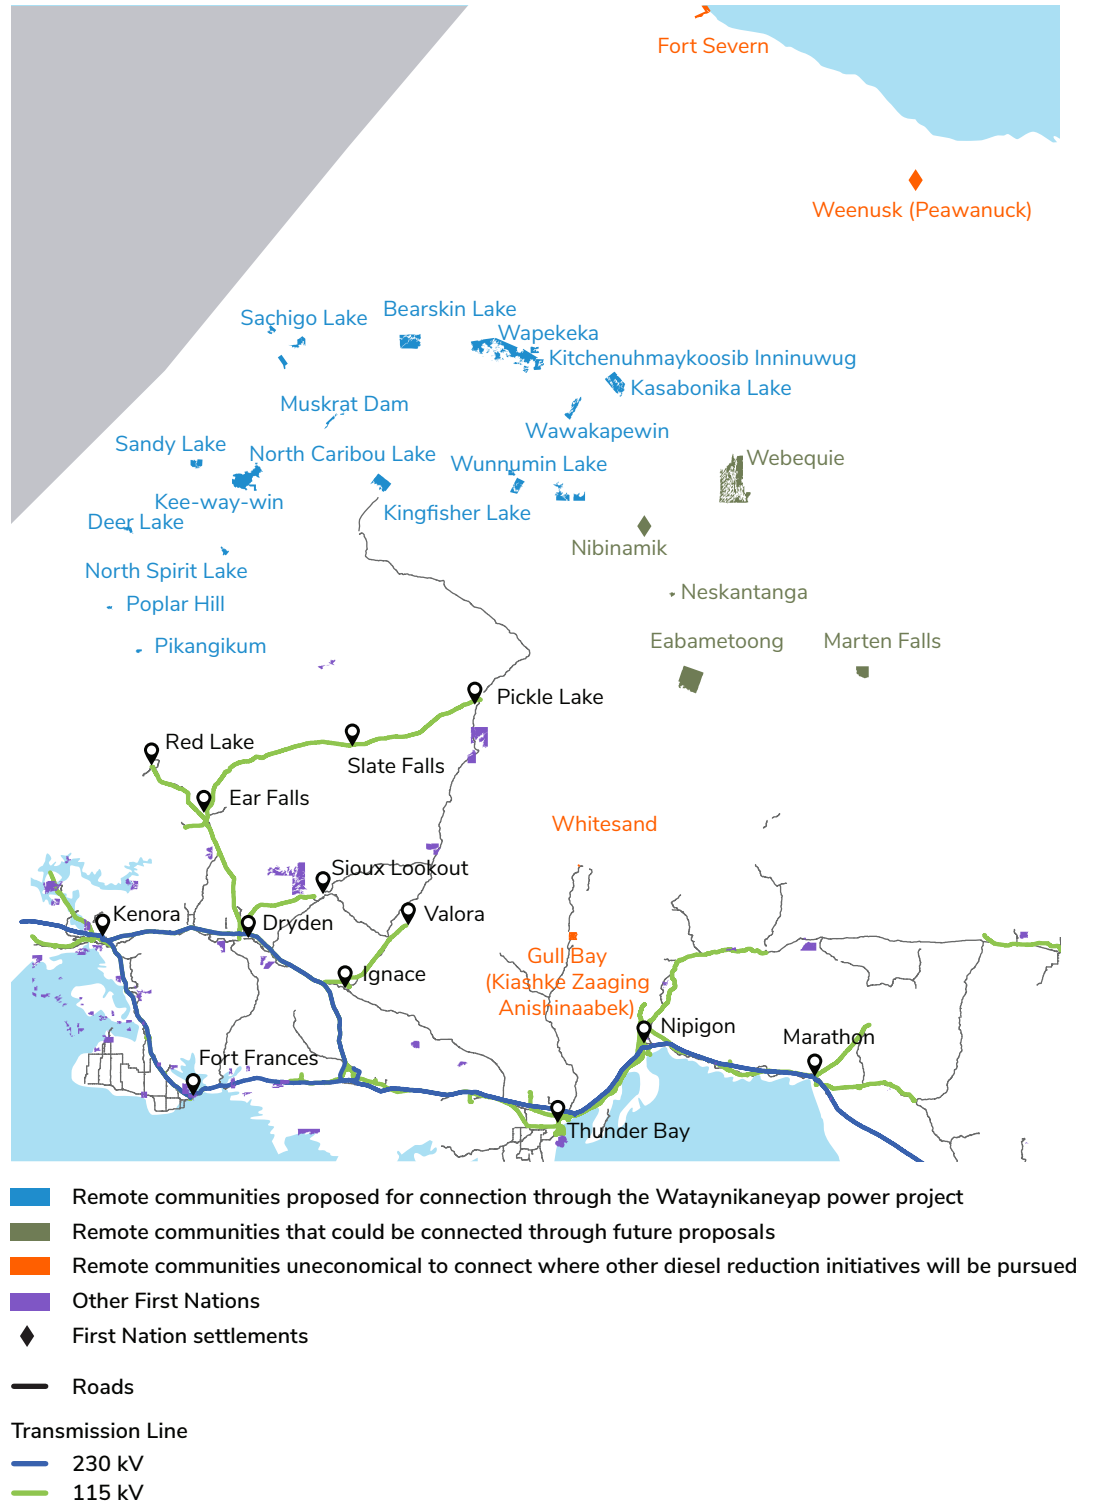 Fort Severn
Weenusk (Peawanuck)
Sachigo Lake
Bearskin Lake
Wapekeka
Kitchenuhmaykoosib Inninuwug
Kasabonika Lake
Muskrat Dam
Wawakapewin
Sandy Lake
North Caribou Lake
Wunnumin Lake
Webequie
Kee-way-win
Kingfisher Lake
Deer Lake
Nibinamik
North Spirit Lake
Neskantanga
Poplar Hill
Pikangikum
Eabametoong
Marten Falls
Pickle Lake
Red Lake
Slate Falls
Ear Falls
Whitesand
Sioux Lookout
Kenora
Dryden
Valora
Gull Bay
(Kiashke Zaaging
Anishinaabek)
Ignace
Nipigon
Marathon
Fort Frances
Thunder Bay
Remote communities proposed for connection through the Wataynikaneyap power project
Remote communities that could be connected through future proposals
Remote communities uneconomical to connect where other diesel reduction initiatives will be pursued
Other First Nations
First Nation settlements
Roads
Transmission Line
230 kV
115 kV